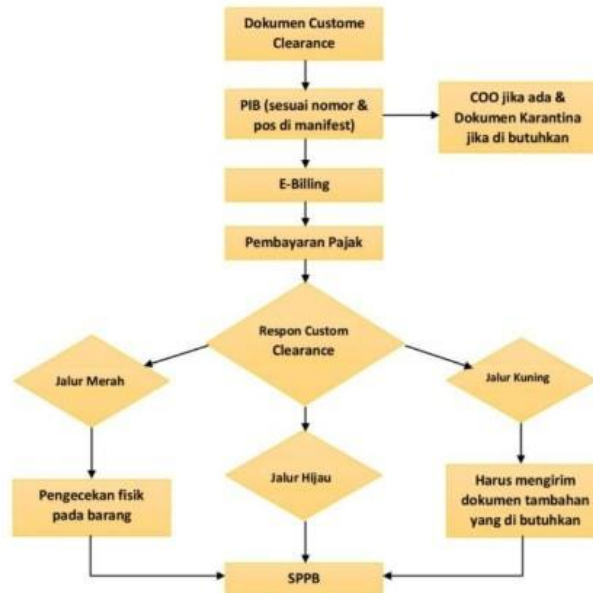 Dokumen Custome
Clearance
PIB (sesuai nomor &
pos di manifest)
COO jika ada &
Dokumen Karantina
jika di butuhkan
E-Billing
Pembayaran Pajak
Respon Custom
Clearance
Jalur Merah
Jalur Kuning
Jalur Hijau
Pengecekan fisik
pada barang
Harus mengirim
dokumen tambahan
yang di butuhkan
SPPB